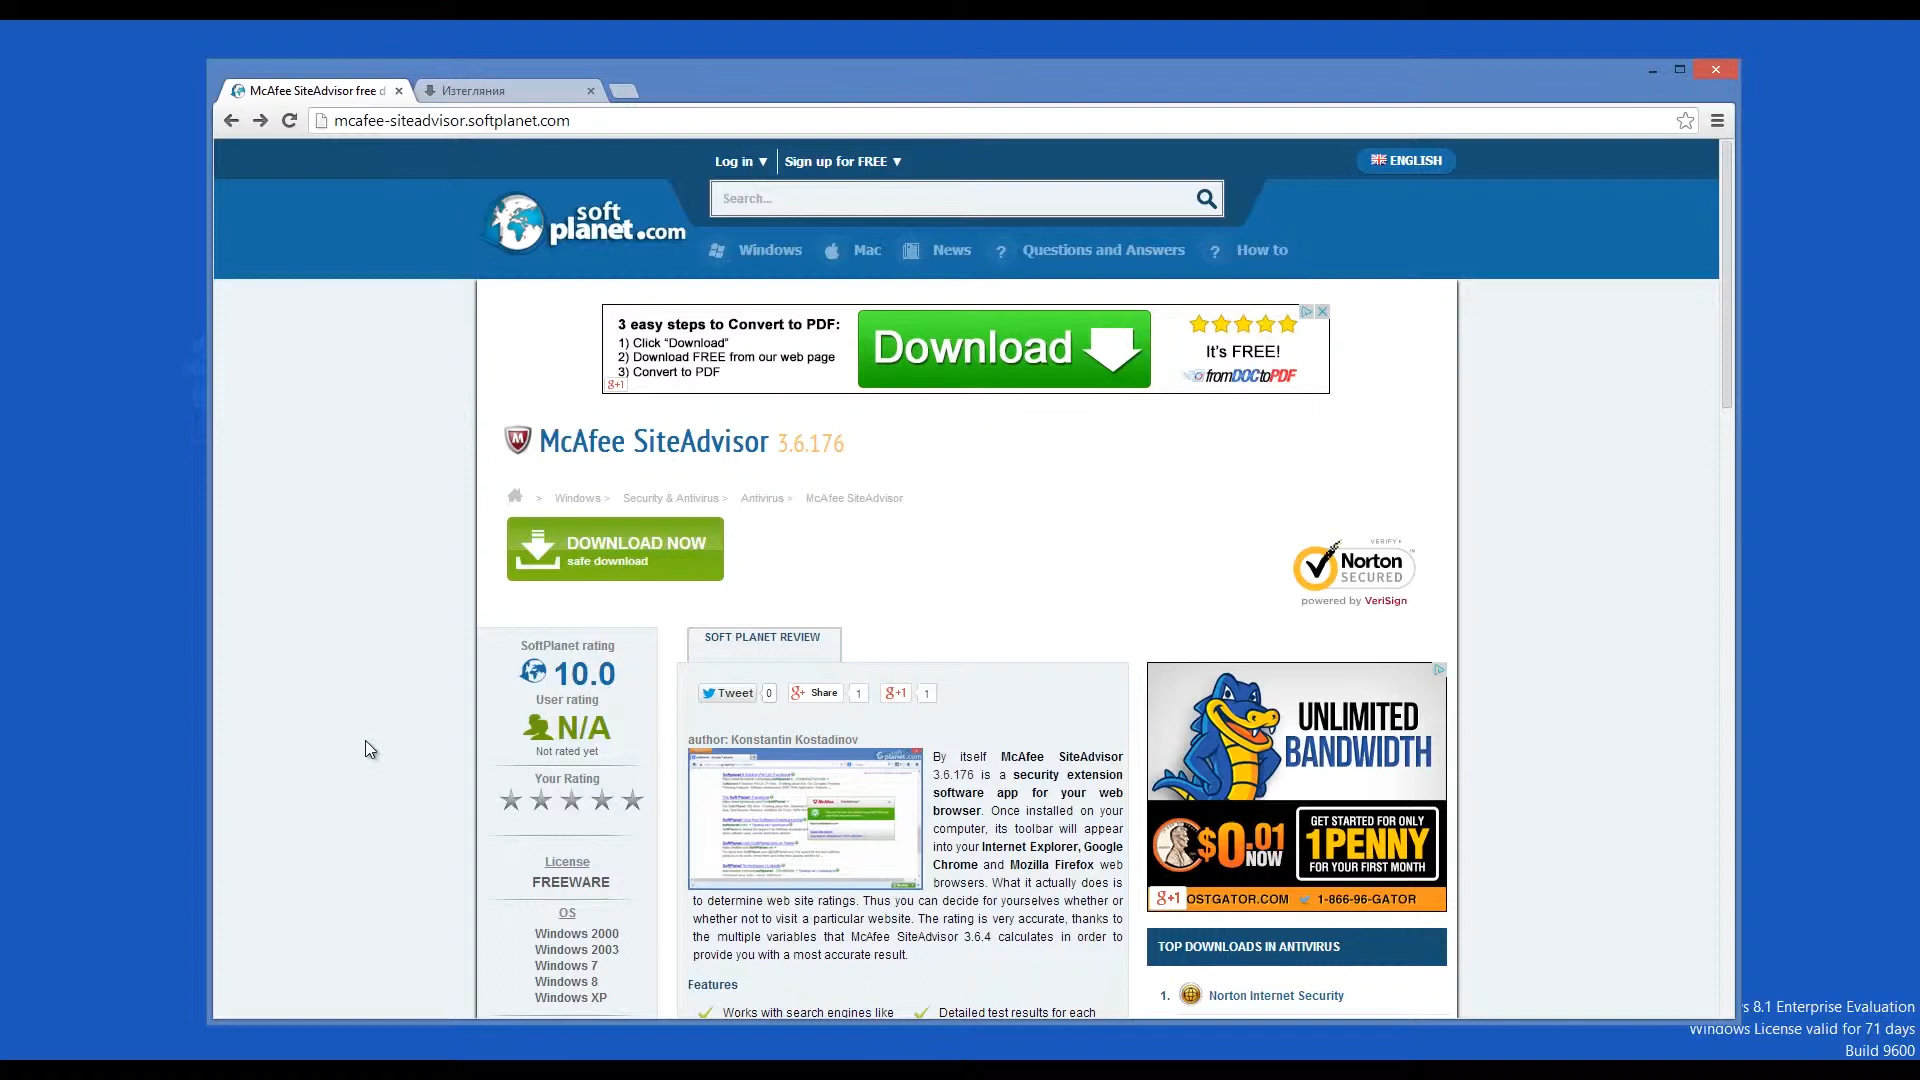 McAfee SiteAdvisor free d
Изтегляния
mcafee-siteadvisor.softplanet.com
Log in ▼
Sign up for FREE ▼
ENGLISH
soft planet.com
Search...
Windows
Mac
News
Questions and Answers
How to
3 easy steps to Convert to PDF:
1) Click “Download”
2) Download FREE from our web page
3) Convert to PDF
g+1
Download
It's FREE!
fromDOCtoPDF
McAfee SiteAdvisor 3.6.176
> Windows > Security & Antivirus > Antivirus > McAfee SiteAdvisor
DOWNLOAD NOW
safe download
VERIFY
Norton
SECURED
powered by VeriSign
SoftPlanet rating
10.0
User rating
N/A
Not rated yet
Your Rating
License
FREEWARE
OS
Windows 2000
Windows 2003
Windows 7
Windows 8
Windows XP
SOFT PLANET REVIEW
Tweet 0
g+ Share 1
g+1 1
author: Konstantin Kostadinov
By itself McAfee SiteAdvisor
3.6.176 is a security extension
software app for your web
browser. Once installed on your
computer, its toolbar will appear
into your Internet Explorer, Google
Chrome and Mozilla Firefox web
browsers. What it actually does is
to determine web site ratings. Thus you can decide for yourselves whether or
whether not to visit a particular website. The rating is very accurate, thanks to
the multiple variables that McAfee SiteAdvisor 3.6.4 calculates in order to
provide you with a most accurate result.
Features
Works with search engines like
Detailed test results for each
UNLIMITED
BANDWIDTH
$0.01
NOW
GET STARTED FOR ONLY
1PENNY
FOR YOUR FIRST MONTH
g+1
OSTGATOR.COM
1-866-96-GATOR
TOP DOWNLOADS IN ANTIVIRUS
1. Norton Internet Security
s 8.1 Enterprise Evaluation
Windows License valid for 71 days
Build 9600